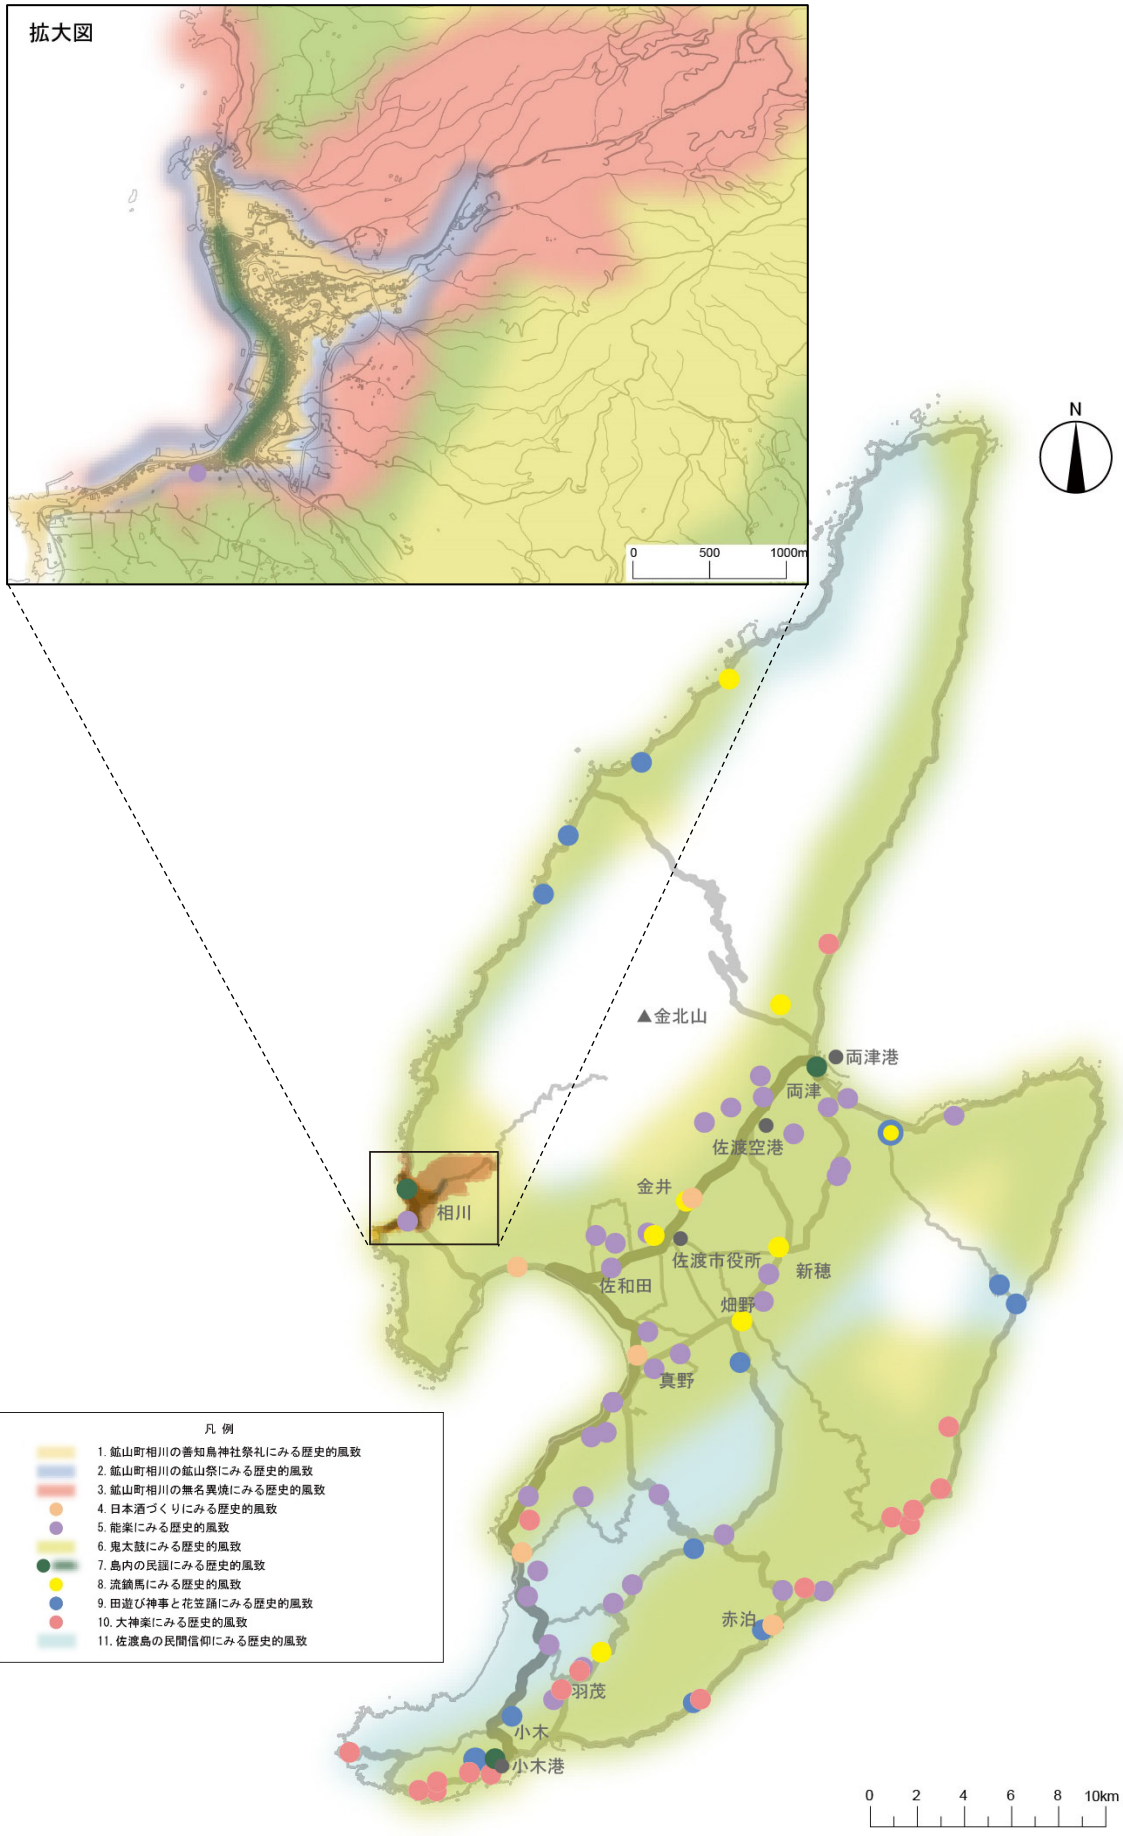 拡大図
0 500 1000m
N
▲金北山
両津港
両津
佐渡空港
金井
相川
佐渡市役所
新穂
佐和田
畑野
真野
凡 例
1. 鉱山町相川の善知鳥神社祭礼にみる歴史的風致
2. 鉱山町相川の鉱山祭にみる歴史的風致
3. 鉱山町相川の無名異焼にみる歴史的風致
4. 日本酒づくりにみる歴史的風致
5. 能楽にみる歴史的風致
6. 鬼太鼓にみる歴史的風致
7. 島内の民謡にみる歴史的風致
8. 流鏑馬にみる歴史的風致
9. 田遊び神事と花笠踊にみる歴史的風致
10. 大神楽にみる歴史的風致
11. 佐渡島の民間信仰にみる歴史的風致
赤泊
羽茂
小木
小木港
0 2 4 6 8 10km